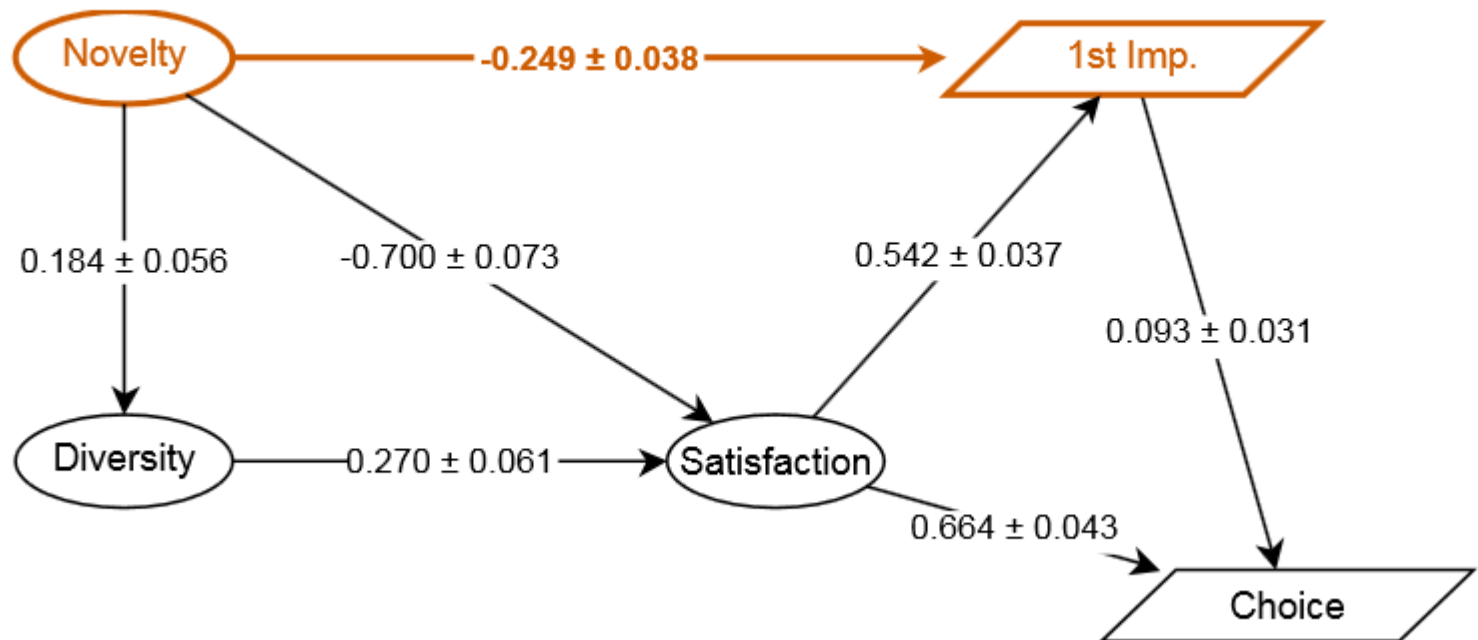 Novelty
-0.249 ± 0.038
1st Imp.
0.184 ± 0.056
-0.700 ± 0.073
0.542 ± 0.037
0.093 ± 0.031
Diversity
0.270 ± 0.061
Satisfaction
0.664 ± 0.043
Choice